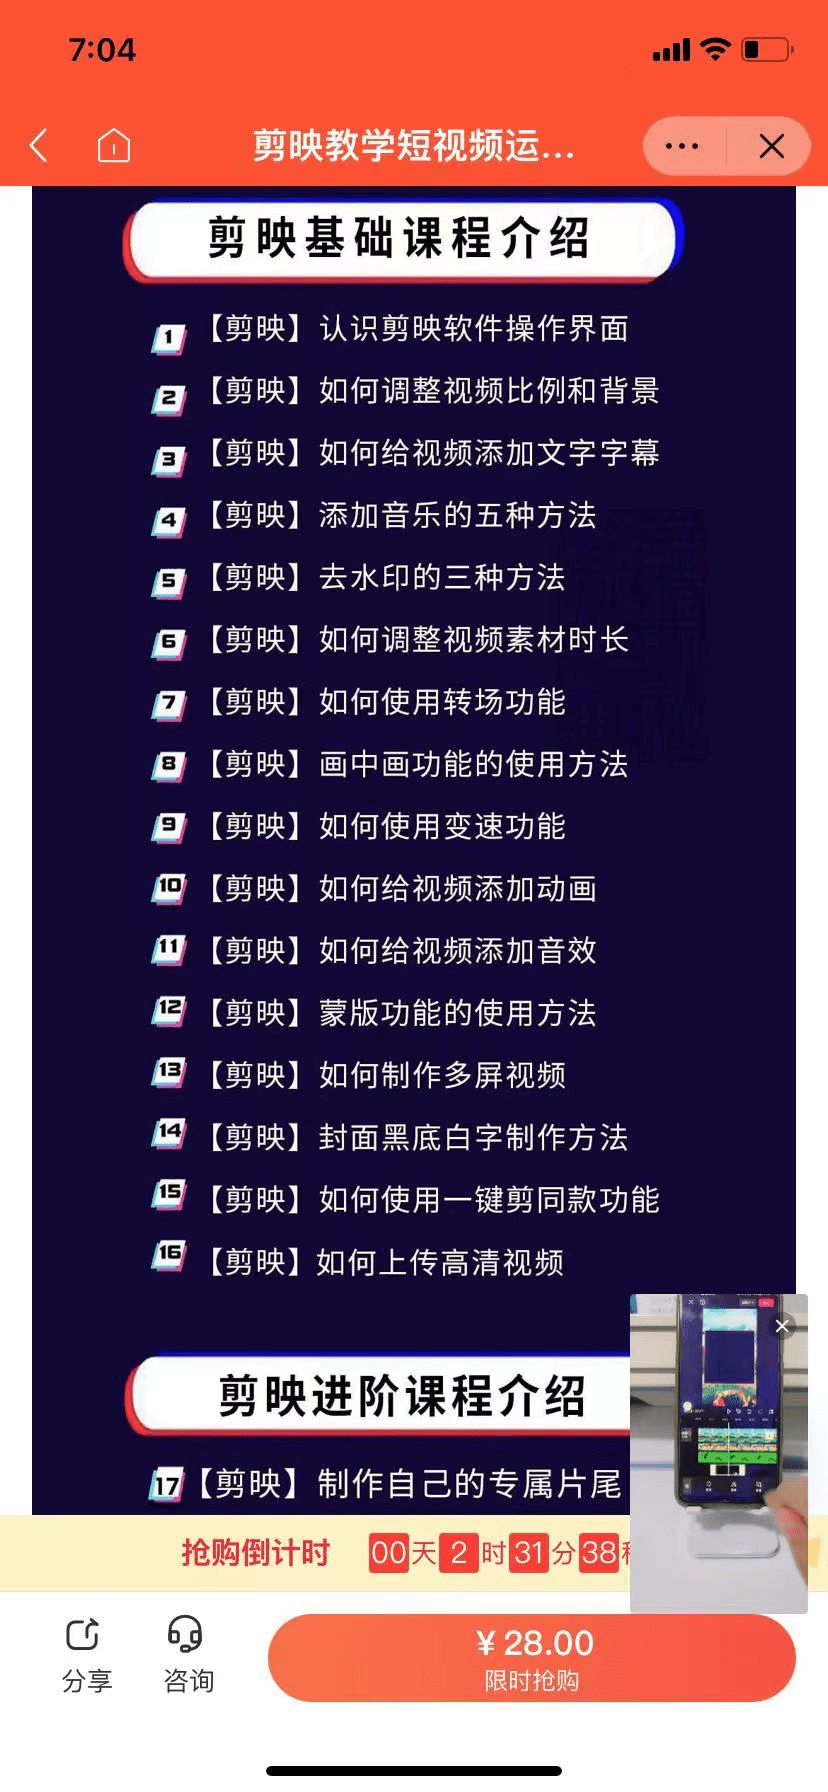 7:04
剪映教学短视频运...
剪映基础课程介绍
1 【剪映】认识剪映软件操作界面
2 【剪映】如何调整视频比例和背景
3 【剪映】如何给视频添加文字字幕
4 【剪映】添加音乐的五种方法
5 【剪映】去水印的三种方法
6 【剪映】如何调整视频素材时长
7 【剪映】如何使用转场功能
8 【剪映】画中画功能的使用方法
9 【剪映】如何使用变速功能
10 【剪映】如何给视频添加动画
11 【剪映】如何给视频添加音效
12 【剪映】蒙版功能的使用方法
13 【剪映】如何制作多屏视频
14 【剪映】封面黑底白字制作方法
15 【剪映】如何使用一键剪同款功能
16 【剪映】如何上传高清视频
剪映进阶课程介绍
17 【剪映】制作自己的专属片尾
抢购倒计时 00天2时31分38
¥28.00
分享 咨询 限时抢购